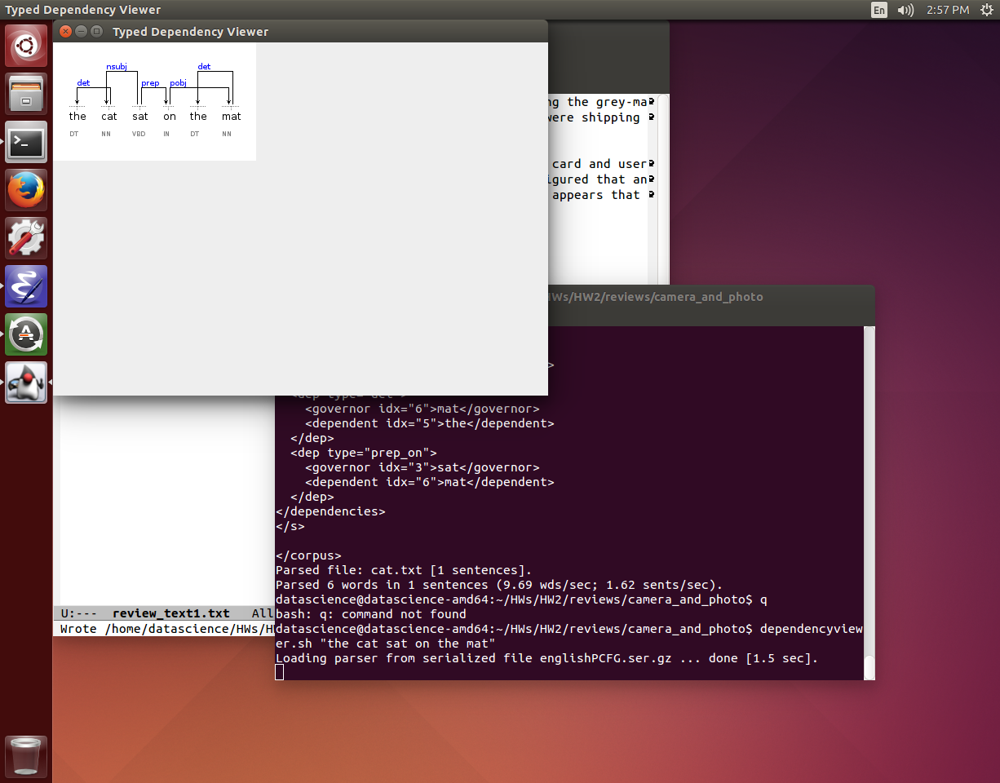 Typed Dependency Viewer
En
2:57 PM
Typed Dependency Viewer
nsubj det
det prep pobj
the cat sat on the mat
DT NN VBD IN DT NN
the grey-ma
were shipping
card and user
that an
appears that
HWs/HW2/reviews/camera_and_photo
>
<governor idx="6">mat</governor>
<dependent idx="5">the</dependent>
</dep>
<dep type="prep_on">
<governor idx="3">sat</governor>
<dependent idx="6">mat</dependent>
</dep>
</dependencies>
</s>
</corpus>
Parsed file: cat.txt [1 sentences].
Parsed 6 words in 1 sentences (9.69 wds/sec; 1.62 sents/sec).
datascience@datascience-amd64:~/HWs/HW2/reviews/camera_and_photo$ q
bash: q: command not found
datascience@datascience-amd64:~/HWs/HW2/reviews/camera_and_photo$ dependencyview
er.sh "the cat sat on the mat"
Loading parser from serialized file englishPCFG.ser.gz ... done [1.5 sec].
U:--- review_text1.txt All
Wrote /home/datascience/HWs/H